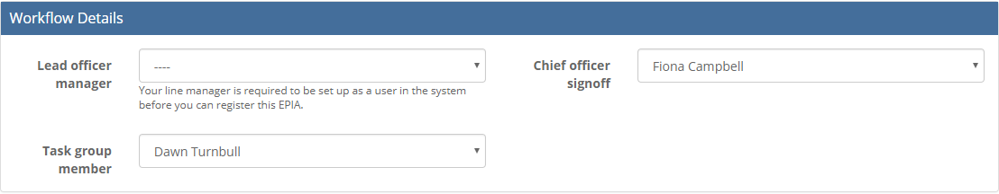 Workflow Details
Lead officer
manager
----
Your line manager is required to be set up as a user in the system
before you can register this EPIA.
Chief officer
signoff
Fiona Campbell
Task group
member
Dawn Turnbull